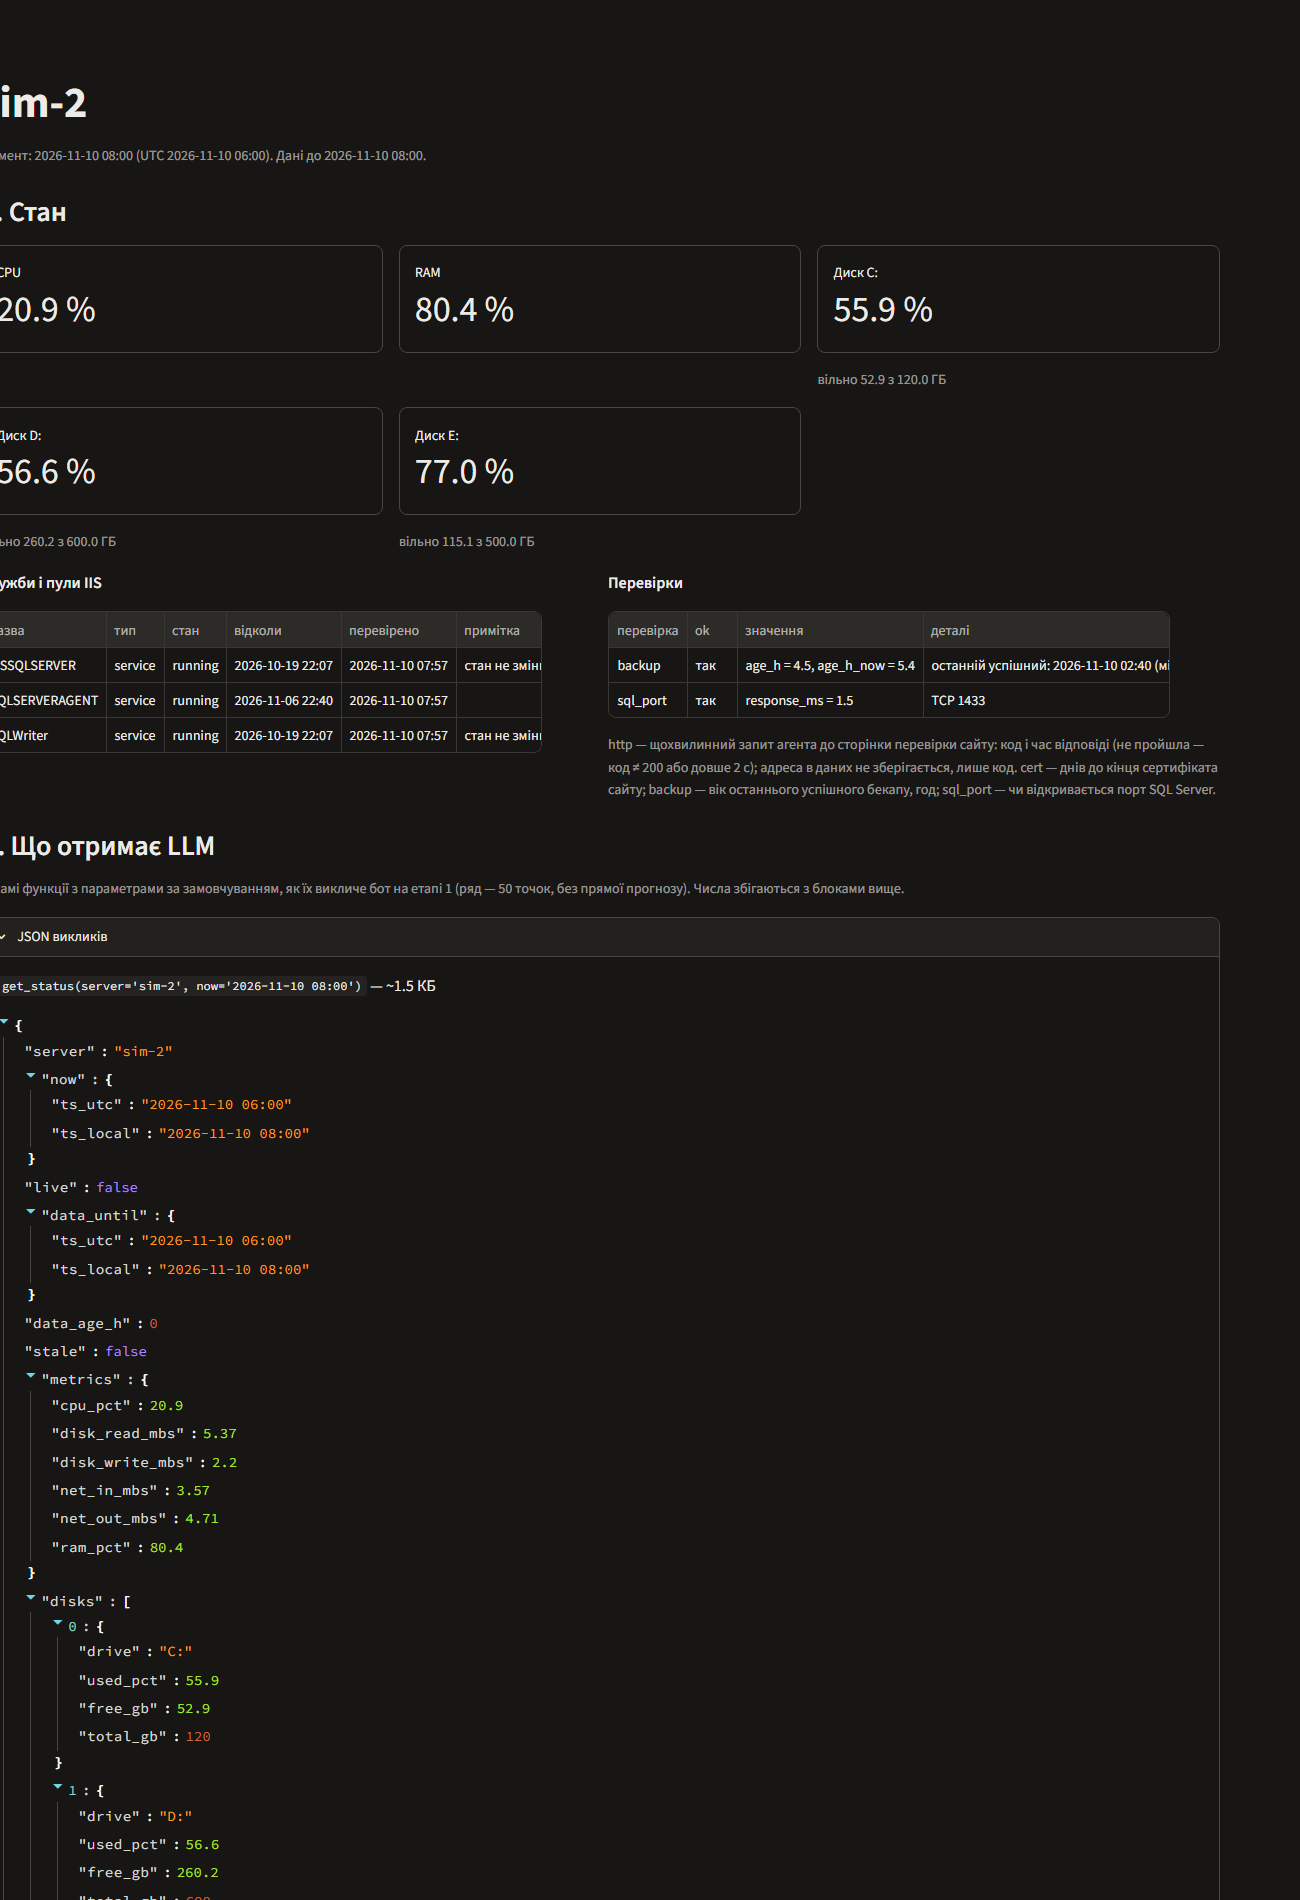 im-2
мент: 2026-11-10 08:00 (UTC 2026-11-10 06:00). Дані до 2026-11-10 08:00.
. Стан
CPU
20.9 %
RAM
80.4 %
Диск C:
55.9 %
вільно 52.9 з 120.0 ГБ
Диск D:
56.6 %
Диск E:
77.0 %
ьно 260.2 з 600.0 ГБ
вільно 115.1 з 500.0 ГБ
ужби і пули IIS
азва тип стан відколи перевірено примітка
SSQLSERVER service running 2026-10-19 22:07 2026-11-10 07:57 стан не змін
QLSERVERAGENT service running 2026-11-06 22:40 2026-11-10 07:57
QLWriter service running 2026-10-19 22:07 2026-11-10 07:57 стан не змін
Перевірки
перевірка ok значення деталі
backup так age_h = 4.5, age_h_now = 5.4 останній успішний: 2026-11-10 02:40 (мі
sql_port так response_ms = 1.5 TCP 1433
http — щохвилинний запит агента до сторінки перевірки сайту: код і час відповіді (не пройшла —
код ≠ 200 або довше 2 с); адреса в даних не зберігається, лише код. cert — днів до кінця сертифіката
сайту; backup — вік останнього успішного бекапу, год; sql_port — чи відкривається порт SQL Server.
. Що отримає LLM
амі функції з параметрами за замовчуванням, як їх викличе бот на етапі 1 (ряд — 50 точок, без прямої прогнозу). Числа збігаються з блоками вище.
JSON викликів
get_status(server='sim-2', now='2026-11-10 08:00') — ~1.5 КБ
{
"server" : "sim-2"
"now" : {
"ts_utc" : "2026-11-10 06:00"
"ts_local" : "2026-11-10 08:00"
}
"live" : false
"data_until" : {
"ts_utc" : "2026-11-10 06:00"
"ts_local" : "2026-11-10 08:00"
}
"data_age_h" : 0
"stale" : false
"metrics" : {
"cpu_pct" : 20.9
"disk_read_mbs" : 5.37
"disk_write_mbs" : 2.2
"net_in_mbs" : 3.57
"net_out_mbs" : 4.71
"ram_pct" : 80.4
}
"disks" : [
0 : {
"drive" : "C:"
"used_pct" : 55.9
"free_gb" : 52.9
"total_gb" : 120
}
1 : {
"drive" : "D:"
"used_pct" : 56.6
"free_gb" : 260.2
"total_gb" : 600